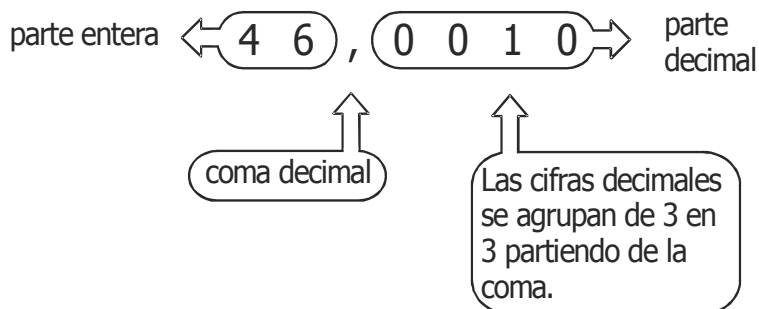 parte entera
4 6 , 0 0 1 0
parte
decimal
coma decimal
Las cifras decimales
se agrupan de 3 en
3 partiendo de la
coma.